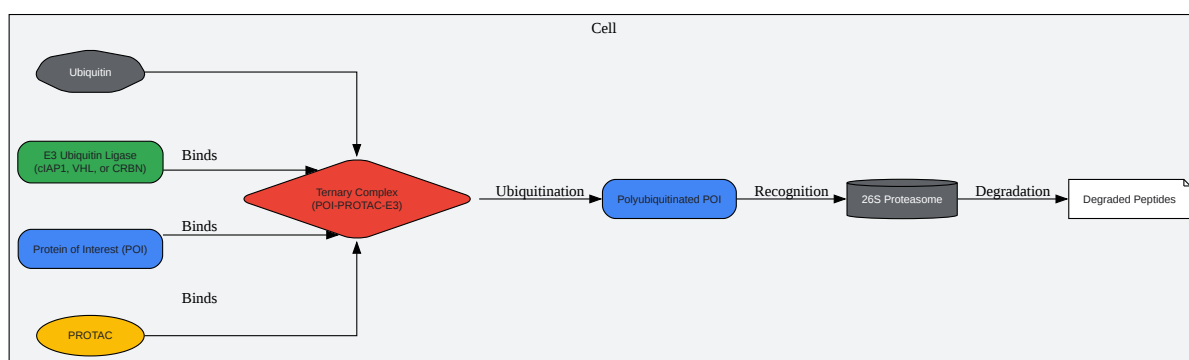 Cell
Ubiquitin
E3 Ubiquitin Ligase
(cIAP1, VHL, or CRBN)
Binds
Ternary Complex
(POI-PROTAC-E3)
Ubiquitination
Polyubiquitinated POI
Recognition
26S Proteasome
Degradation
Degraded Peptides
Protein of Interest (POI)
Binds
Binds
PROTAC